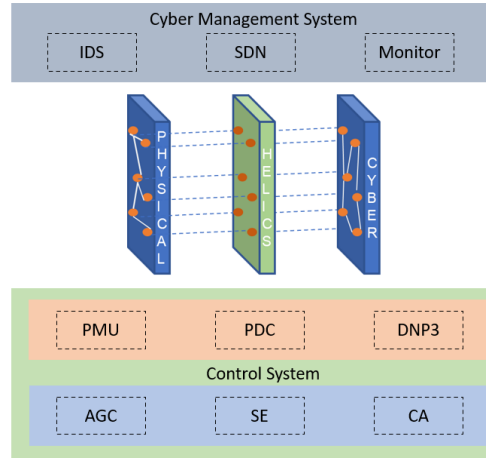 Cyber Management System
IDS SDN Monitor
PHYSICAL
HELICS
CYBER
PMU PDC DNP3
Control System
AGC SE CA